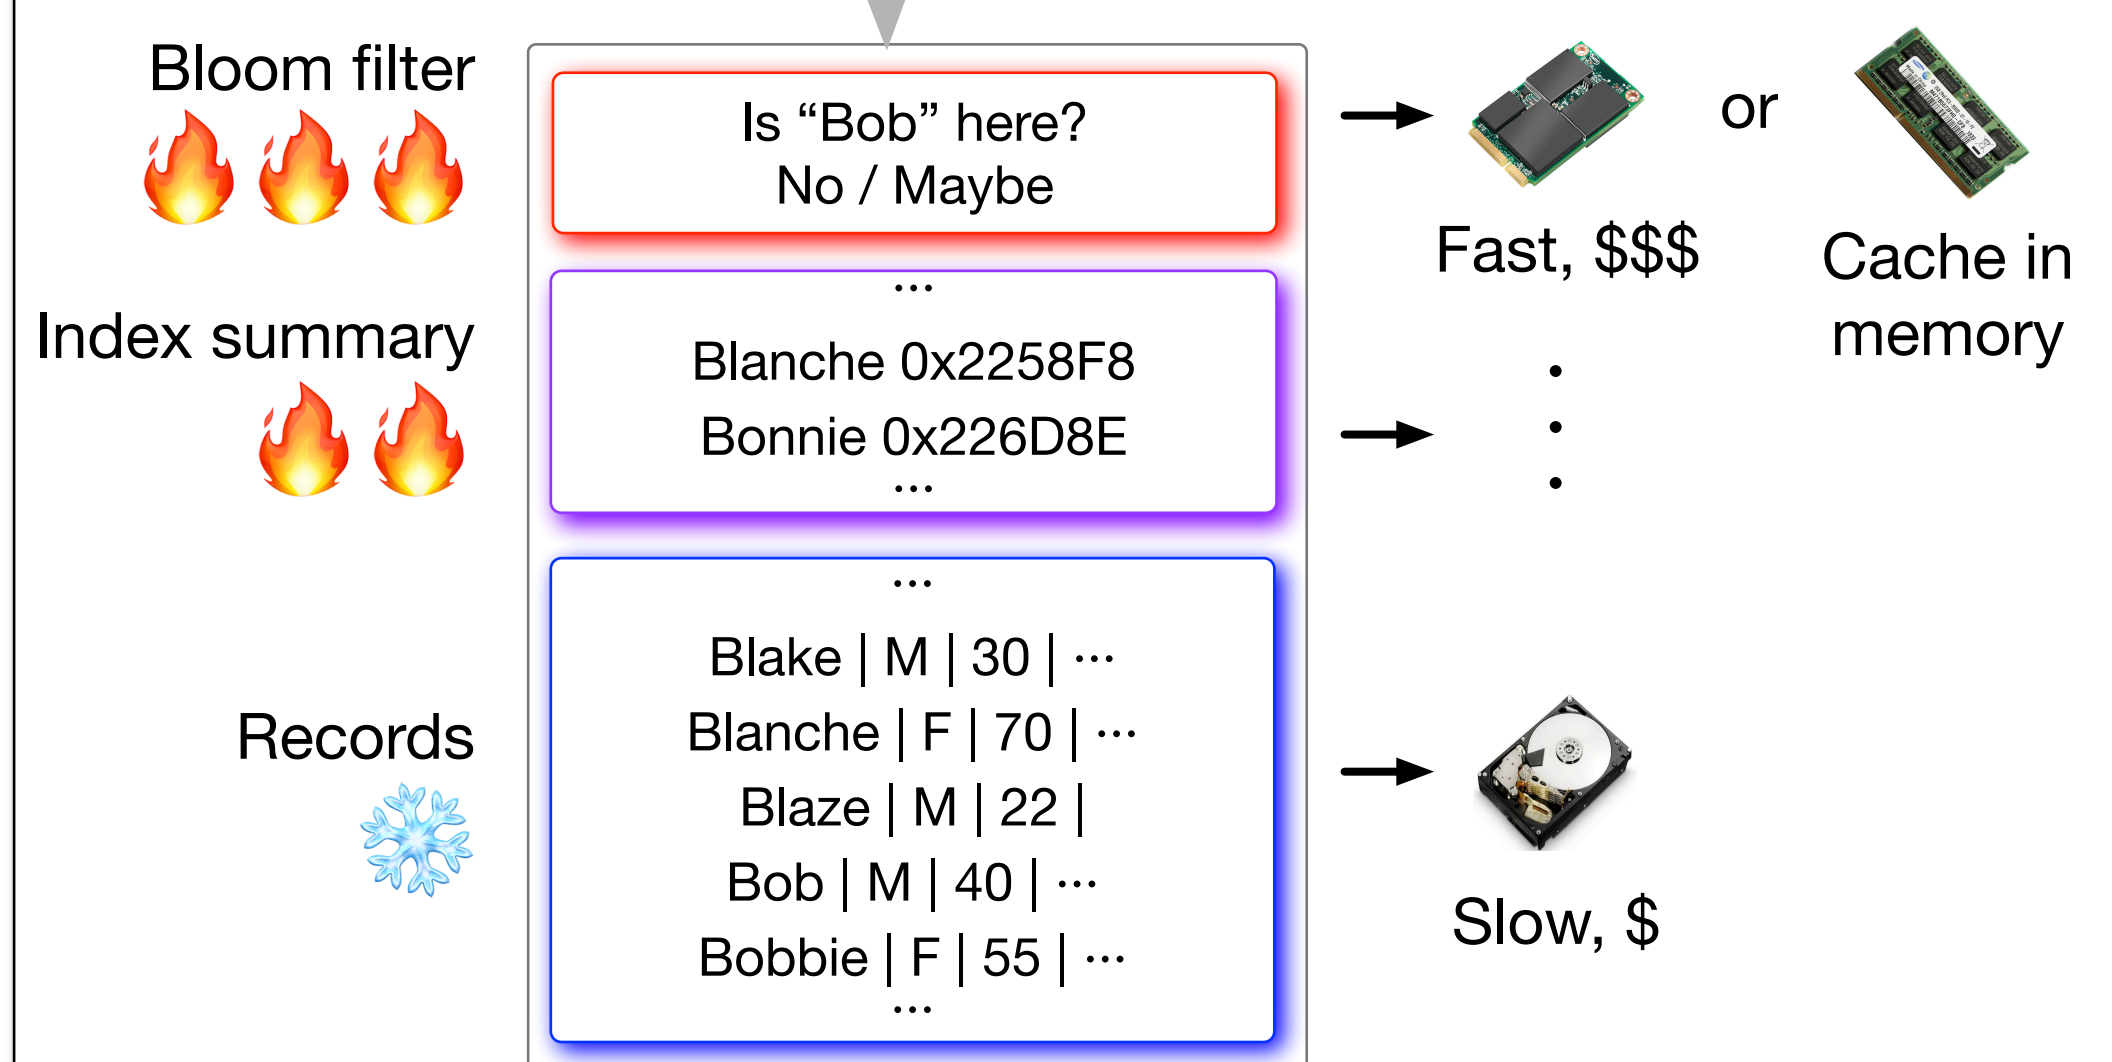 Bloom filter
Is “Bob” here?
No / Maybe
or
Fast, $$$
Cache in
memory
Index summary
...
Blanche 0x2258F8
Bonnie 0x226D8E
...
Records
...
Blake | M | 30 | ...
Blanche | F | 70 | ...
Blaze | M | 22 |
Bob | M | 40 | ...
Bobbie | F | 55 | ...
...
Slow, $